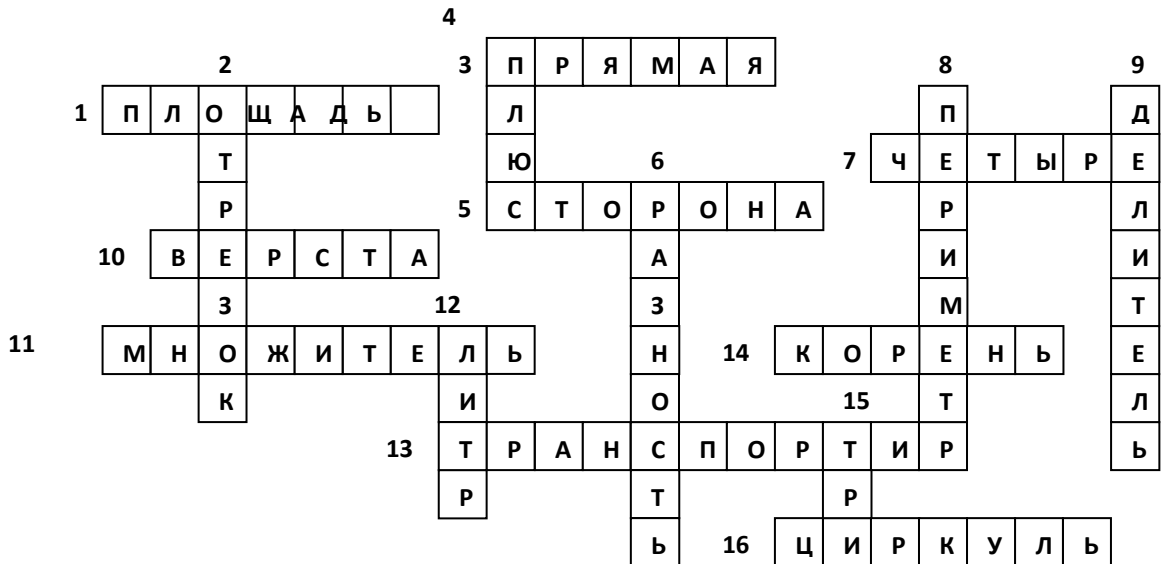 4
2 3 П Р Я М А Я 8 9
1 П Л О Щ А Д Ь Л П Д
Т Ю 6 7 Ч Е Т Ы Р Е
Р 5 С Т О Р О Н А Р Л
10 В Е Р С Т А А И И
З 12 З М Т
11 М Н О Ж И Т Е Л Ь Н 14 К О Р Е Н Ь Е
К И О 15 Т Л
13 Т Р А Н С П О Р Т И Р Ь
Р Т Р
Ь 16 Ц И Р К У Л Ь